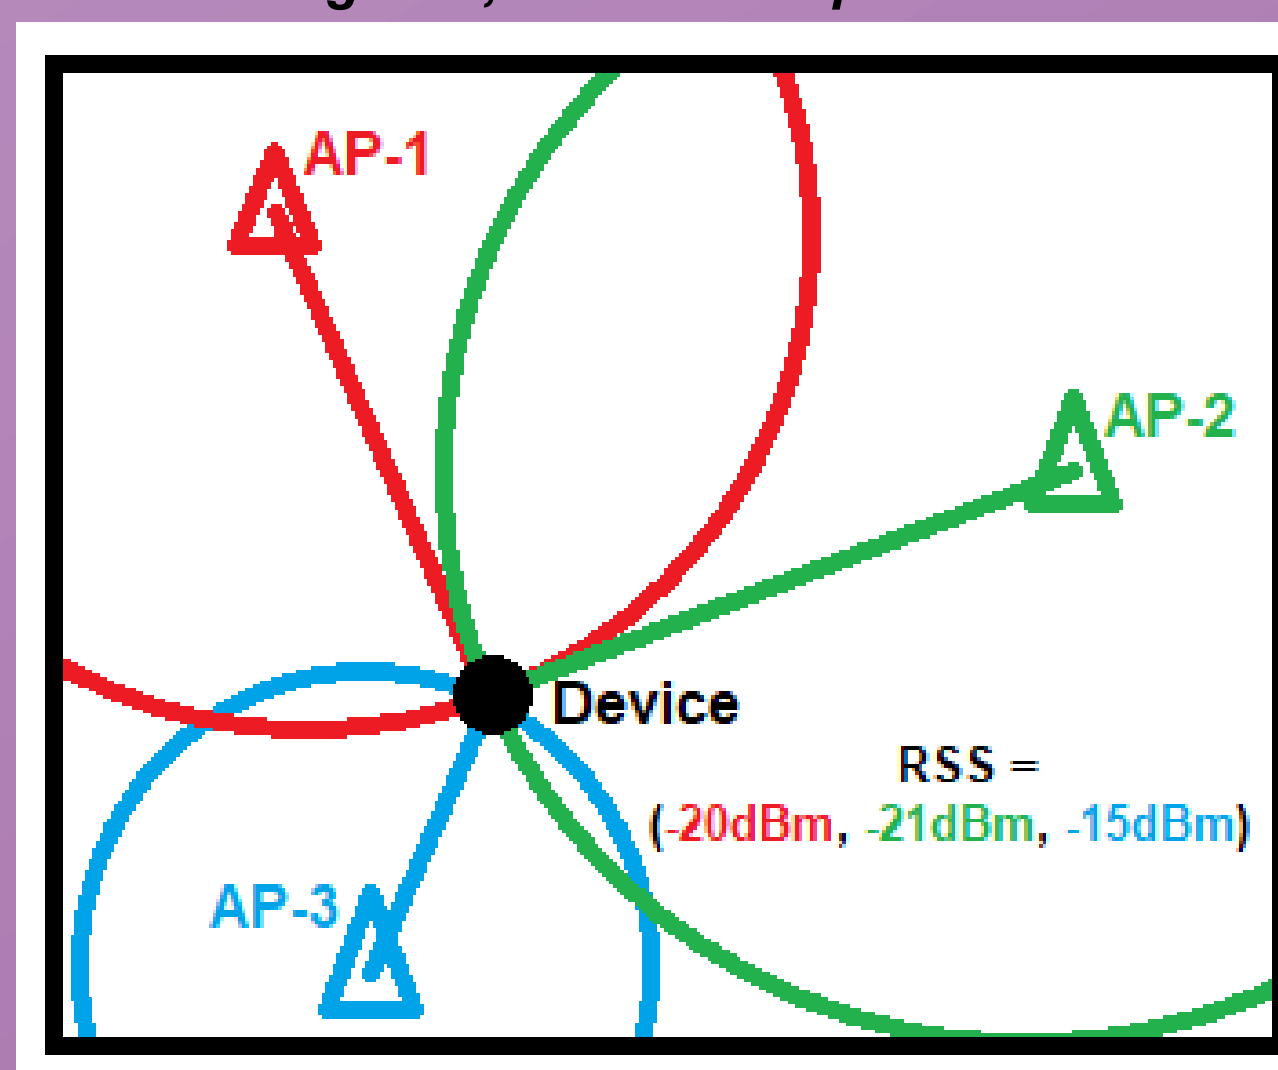 AP-1
AP-2
Device
RSS =
(-20dBm, -21dBm, -15dBm)
AP-3